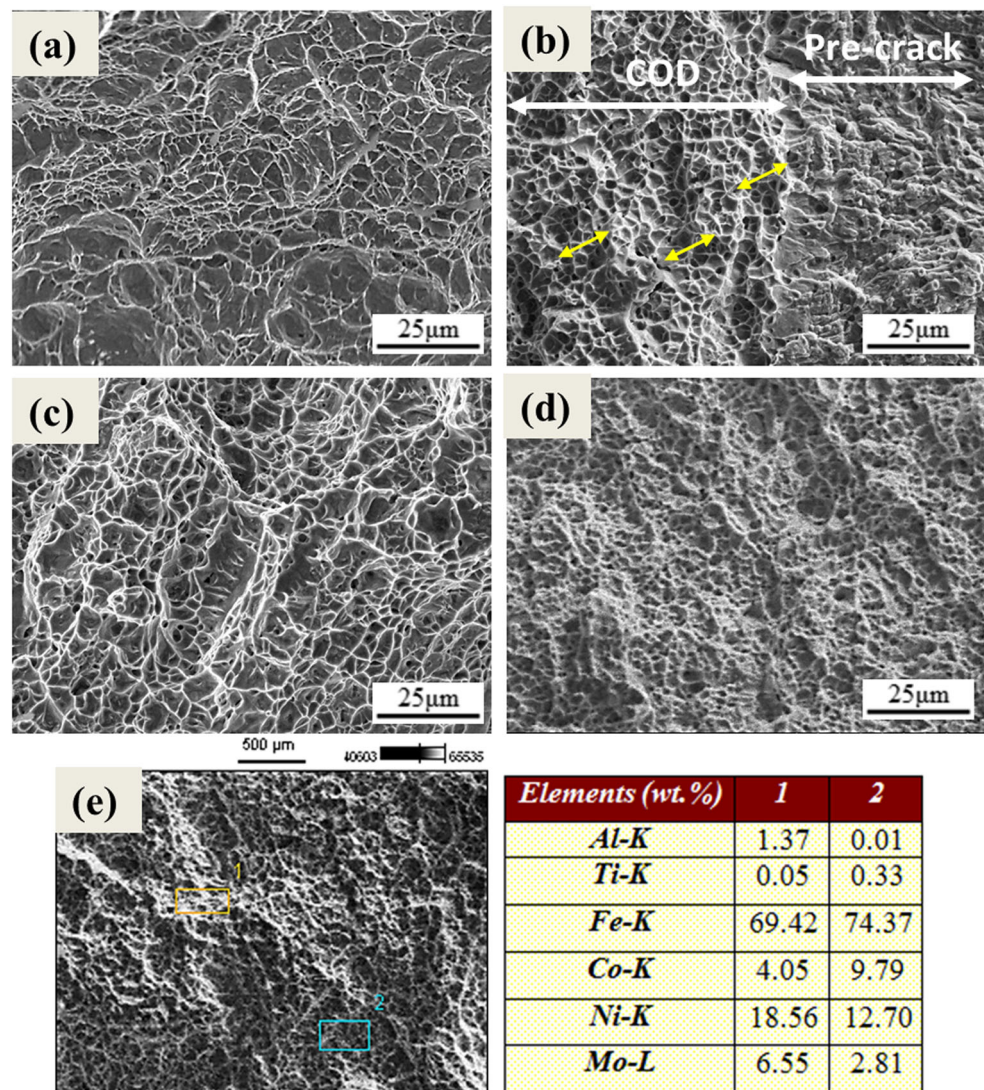 (a)
25μm
(b)
COD
Pre-crack
25μm
(c)
25μm
(d)
25μm
500 μm
40603
65535
(e)
1
2
Elements (wt.%) 1 2
Al-K 1.37 0.01
Ti-K 0.05 0.33
Fe-K 69.42 74.37
Co-K 4.05 9.79
Ni-K 18.56 12.70
Mo-L 6.55 2.81